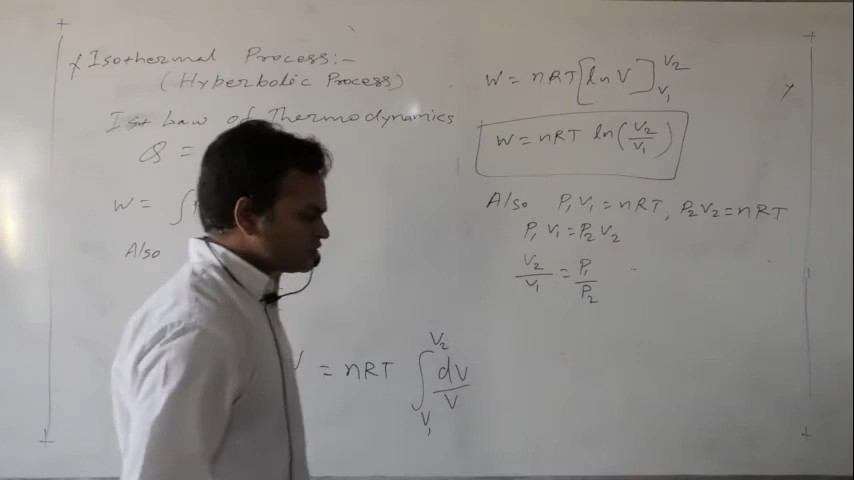 Isothermal Process:-
(Hyperbolic Process)
Ist Law of Thermodynamics
Q =
W = ∫
Also
= nRT ∫_{V1}^{V2} dV/V
W = nRT [ln V]_{V1}^{V2}
W = nRT ln(V2/V1)
Also P1V1 = nRT, P2V2 = nRT
P1V1 = P2V2
V2/V1 = P1/P2